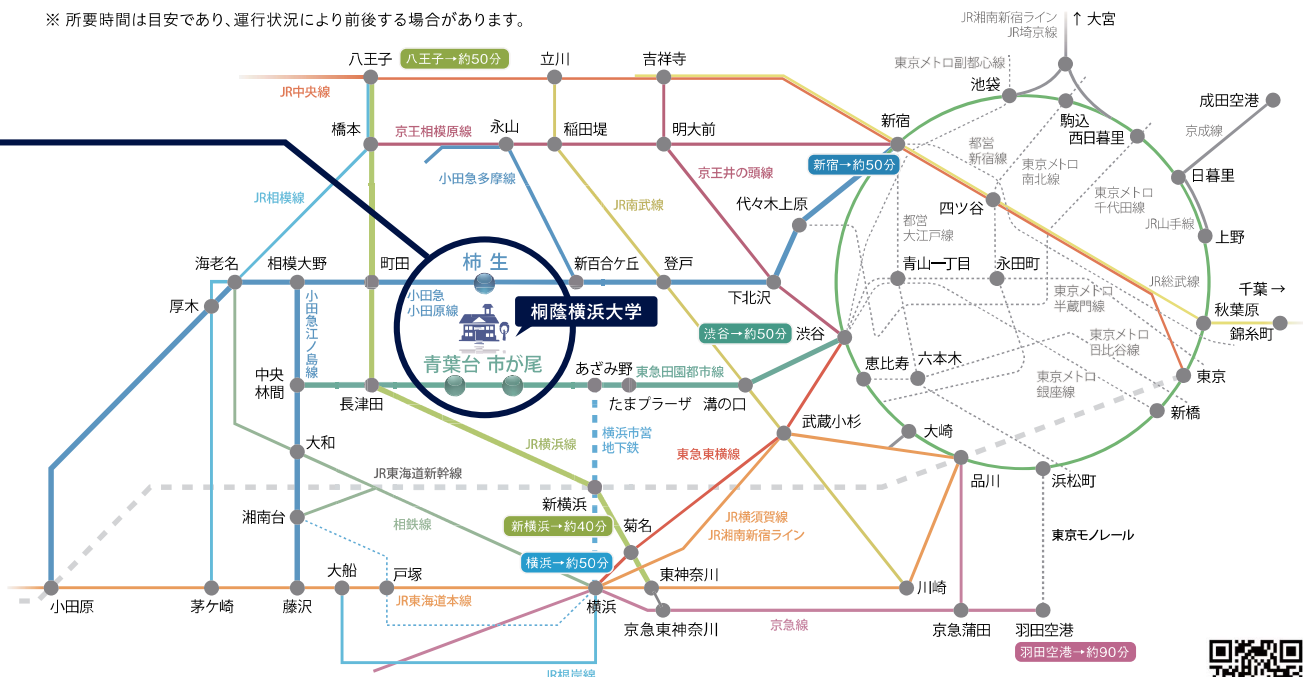 ※ 所要時間は目安であり、運行状況により前後する場合があります。
JR湘南新宿ライン
JR埼京線
↑ 大宮
八王子
八王子→約50分
立川
吉祥寺
東京メトロ副都心線
池袋
JR中央線
駒込
西日暮里
成田空港
京成線
橋本
京王相模原線
永山
稲田堤
明大前
新宿
新宿→約50分
都営
新宿線
東京メトロ
南北線
日暮里
小田急多摩線
京王井の頭線
東京メトロ
千代田線
JR相模線
JR南武線
代々木上原
四ツ谷
都営
大江戸線
JR山手線
上野
海老名
相模大野
町田
柿生
新百合ケ丘
登戸
下北沢
青山一丁目
永田町
JR総武線
千葉→
厚木
小田急江ノ島線
小田急
小田原線
桐蔭横浜大学
東京メトロ
半蔵門線
秋葉原
錦糸町
渋谷→約50分
渋谷
東京メトロ
日比谷線
中央
林間
青葉台
市が尾
あざみ野
東急田園都市線
恵比寿
六本木
東京メトロ
銀座線
東京
長津田
たまプラーザ
溝の口
新橋
大和
JR横浜線
横浜市営
地下鉄
武蔵小杉
大崎
東急東横線
JR東海道新幹線
品川
浜松町
湘南台
相鉄線
新横浜
新横浜→約40分
菊名
JR横須賀線
JR湘南新宿ライン
東京モノレール
横浜→約50分
大船
戸塚
東神奈川
川崎
小田原
茅ケ崎
藤沢
JR東海道本線
横浜
京急東神奈川
京急線
京急蒲田
羽田空港
羽田空港→約90分
JR根岸線